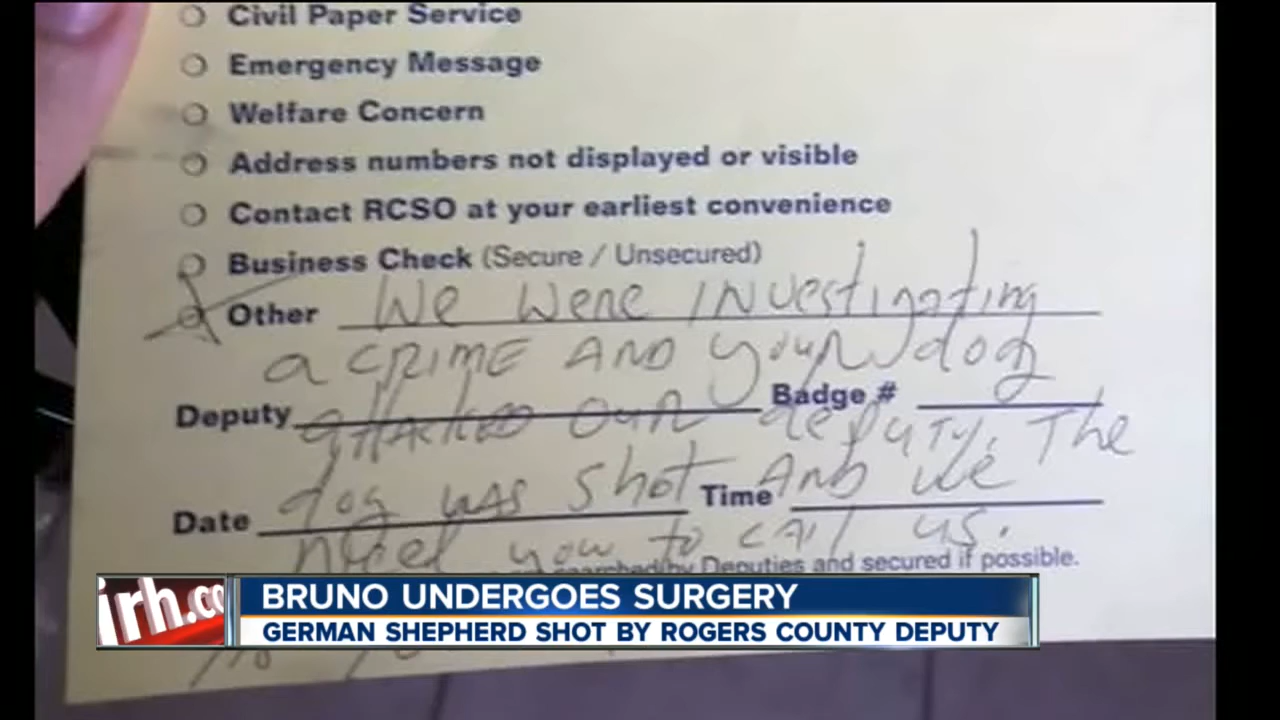 Civil Paper Service
Emergency Message
Welfare Concern
Address numbers not displayed or visible
Contact RCSO at your earliest convenience
Business Check (Secure / Unsecured)
Other We were investigating
a crime and your dog
Deputy Badge #
attacked our deputy. The
dog was shot and we
Date Time
need you to call us.
searched by Deputies and secured if possible.
irh.co
BRUNO UNDERGOES SURGERY
GERMAN SHEPHERD SHOT BY ROGERS COUNTY DEPUTY